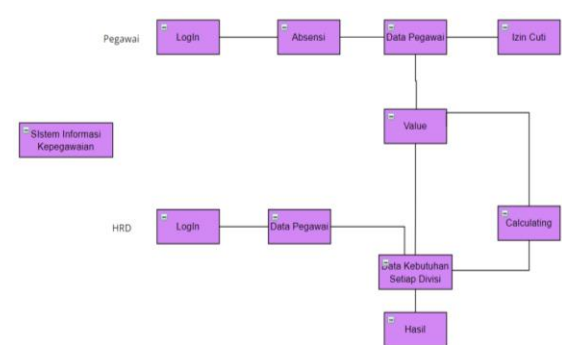 Pegawai
LogIn
Absensi
Data Pegawai
Izin Cuti
Value
SIstem Informasi
Kepegawaian
Calculating
HRD
LogIn
Data Pegawai
Data Kebutuhan
Setiap Divisi
Hasil